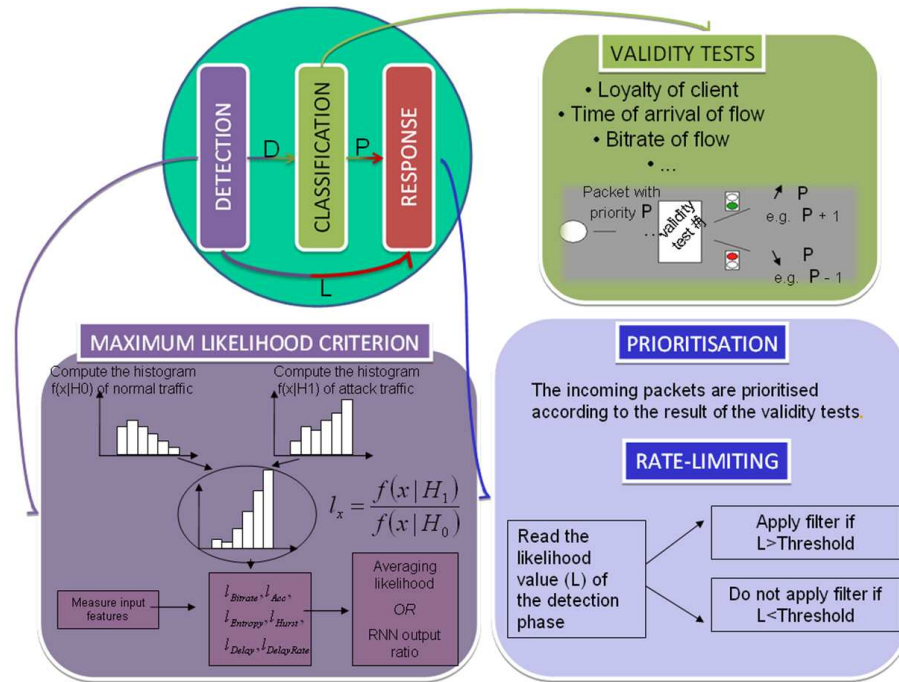 DETECTION
D
CLASSIFICATION
P
RESPONSE
L
VALIDITY TESTS
• Loyalty of client
• Time of arrival of flow
• Bitrate of flow
• ...
Packet with
priority P
...
validity
test #j
P
e.g. P + 1
P
e.g. P - 1
MAXIMUM LIKELIHOOD CRITERION
Compute the histogram
f(x|H0) of normal traffic
Compute the histogram
f(x|H1) of attack traffic
l_x = f(x | H_1) / f(x | H_0)
Measure input
features
l_Bitrate, l_Acc,
l_Entropy, l_Hurst,
l_Delay, l_DelayRate
Averaging
likelihood
OR
RNN output
ratio
PRIORITISATION
The incoming packets are prioritised
according to the result of the validity tests.
RATE-LIMITING
Read the
likelihood
value (L) of
the detection
phase
Apply filter if
L>Threshold
Do not apply filter if
L<Threshold